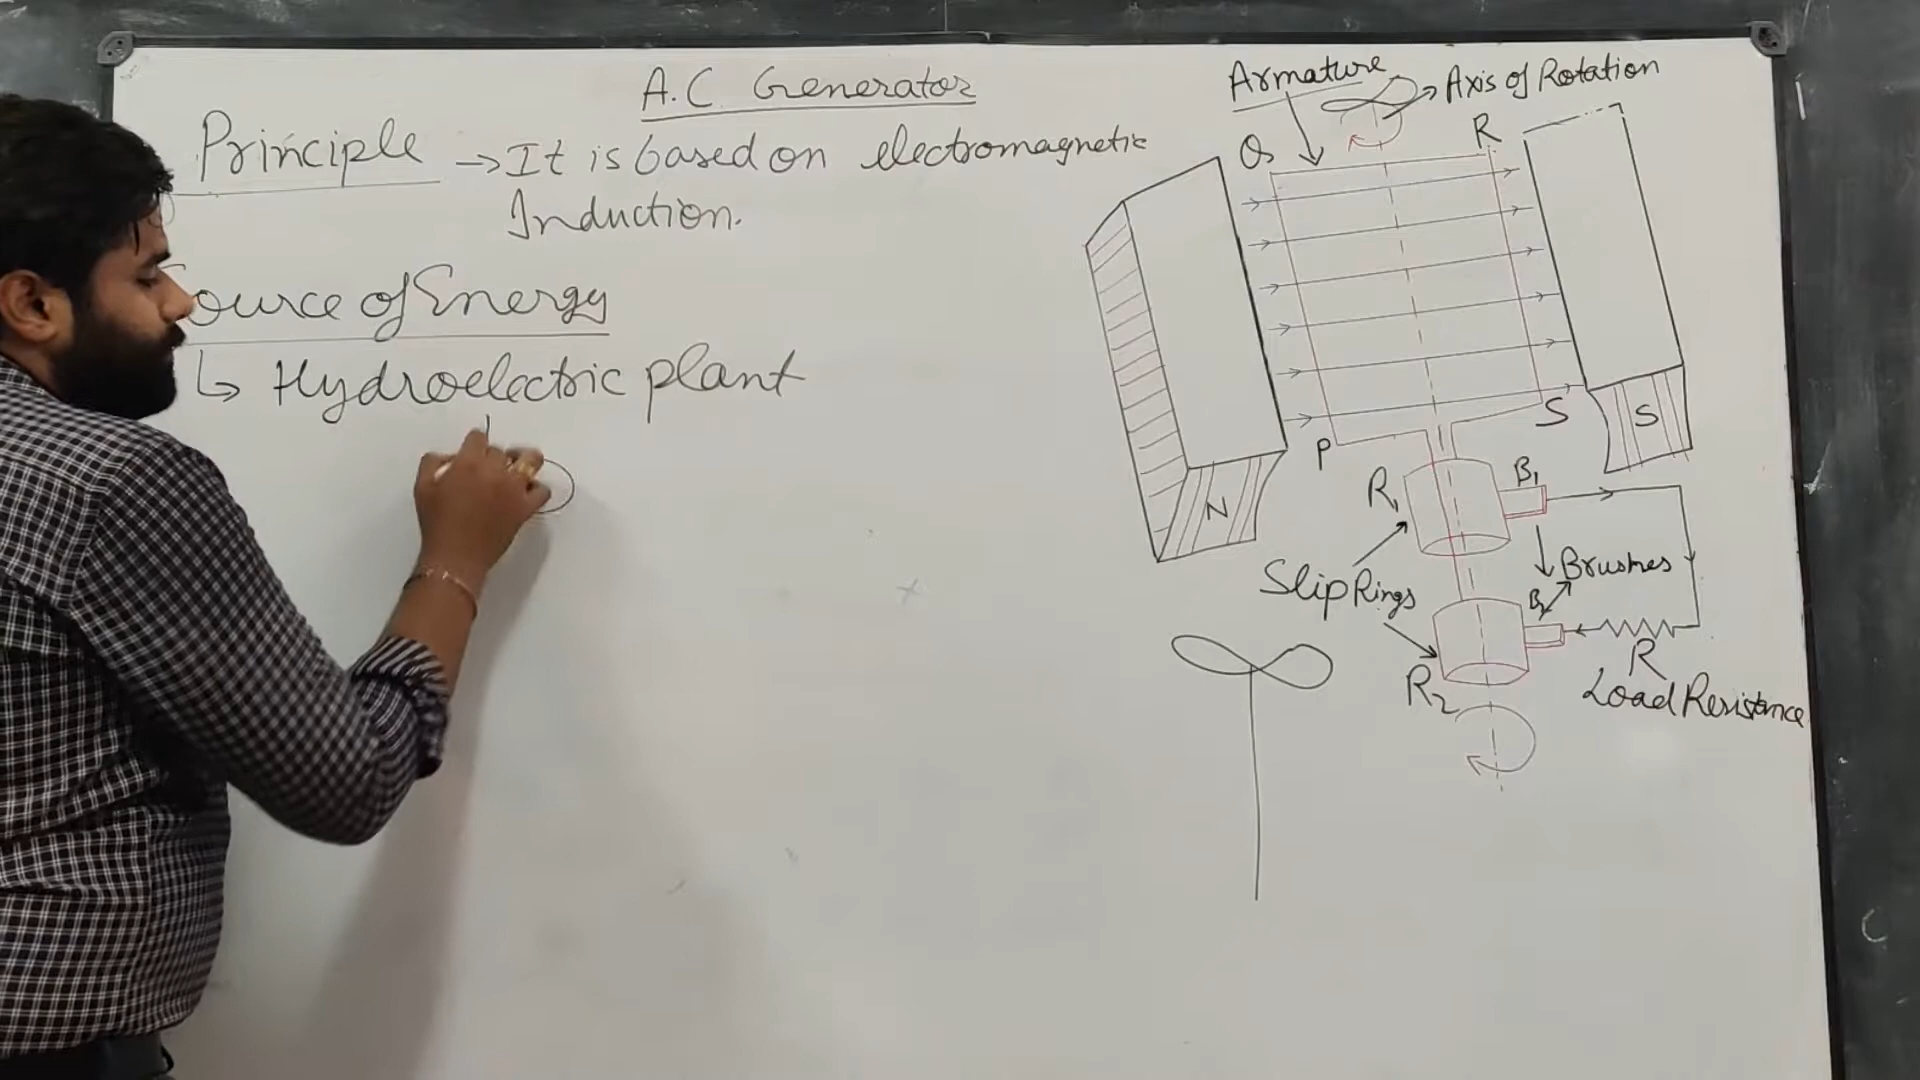 A.C Generator
Principle → It is based on electromagnetic
Induction.
Source of Energy
↳ Hydroelectric plant
Armature
Axis of Rotation
Q
R
P
S
N
S
R1
B1
Slip Rings
Brushes
B2
R2
R
Load Resistance